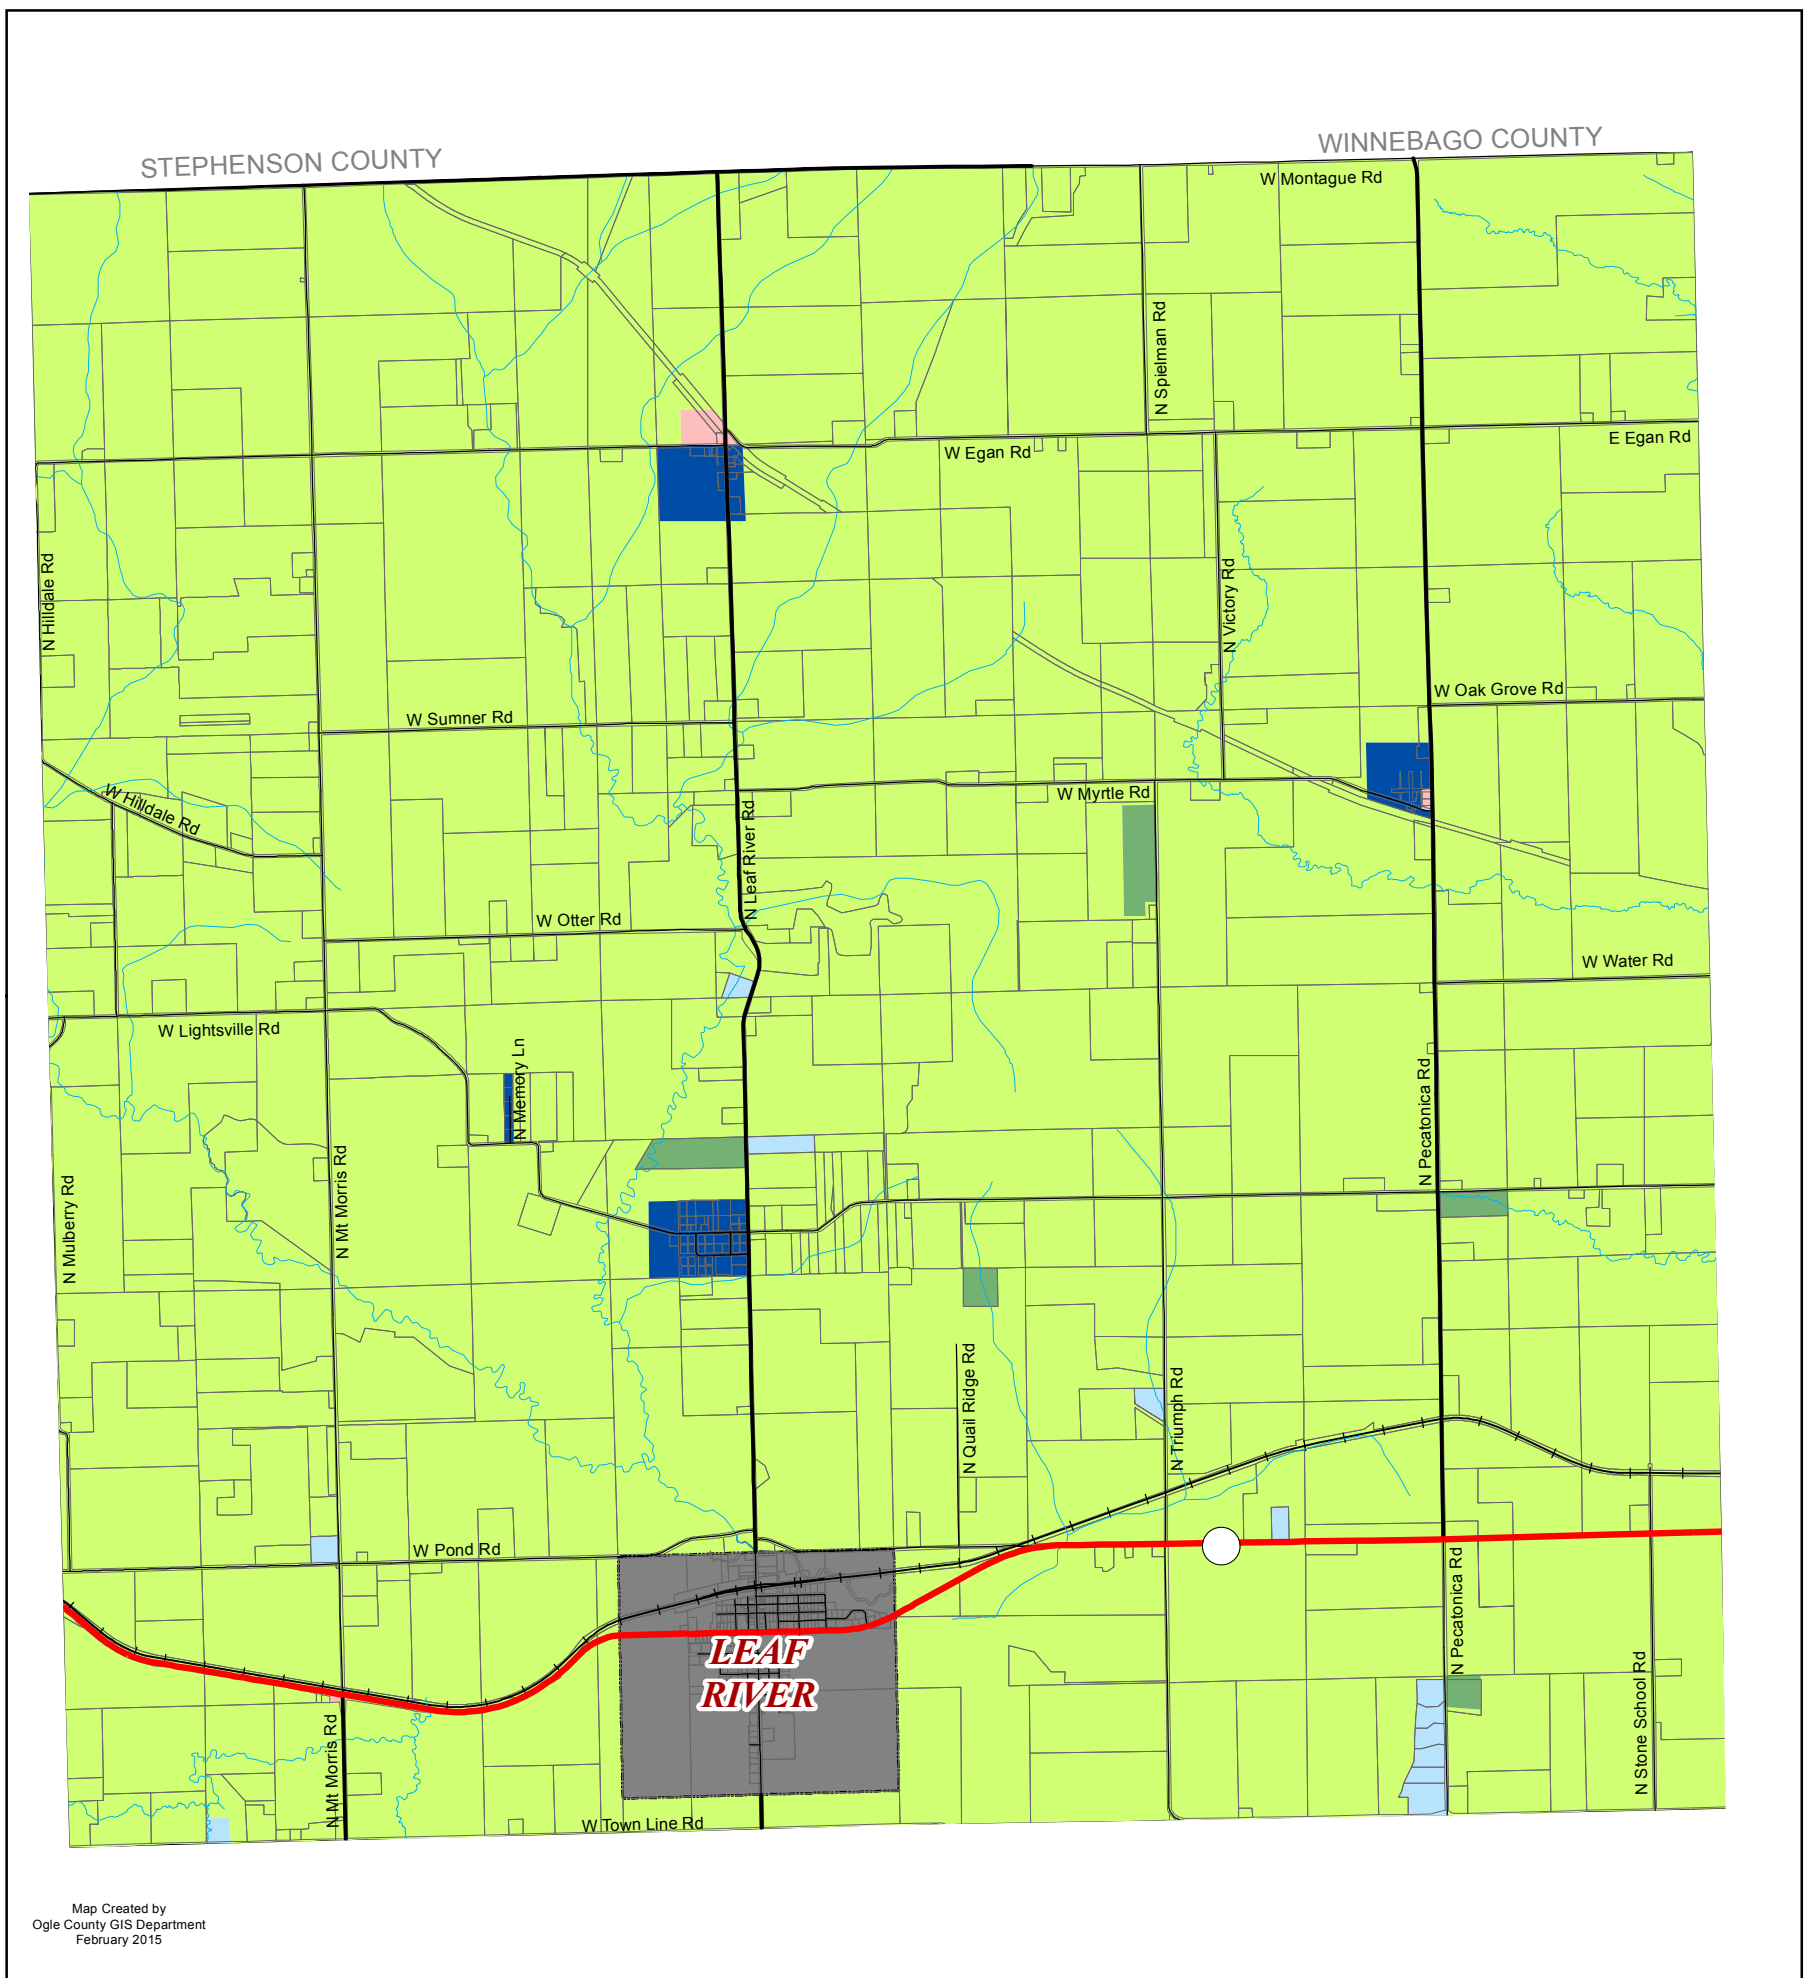 STEPHENSON COUNTY
WINNEBAGO COUNTY
W Montague Rd
N Spielman Rd
W Egan Rd
E Egan Rd
N Hilldale Rd
N Victory Rd
W Oak Grove Rd
W Sumner Rd
W Hilldale Rd
W Myrtle Rd
N Leaf River Rd
W Otter Rd
W Water Rd
W Lightsville Rd
N Memory Ln
N Pecatonica Rd
N Mulberry Rd
N Mt Morris Rd
N Quail Ridge Rd
N Triumph Rd
W Pond Rd
N Pecatonica Rd
LEAF
RIVER
N Stone School Rd
N Mt Morris Rd
W Town Line Rd
Map Created by
Ogle County GIS Department
February 2015